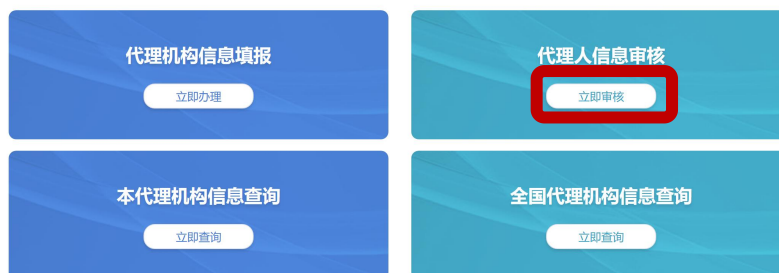 代理机构信息填报
代理人信息审核
立即办理
立即审核
本代理机构信息查询
全国代理机构信息查询
立即查询
立即查询